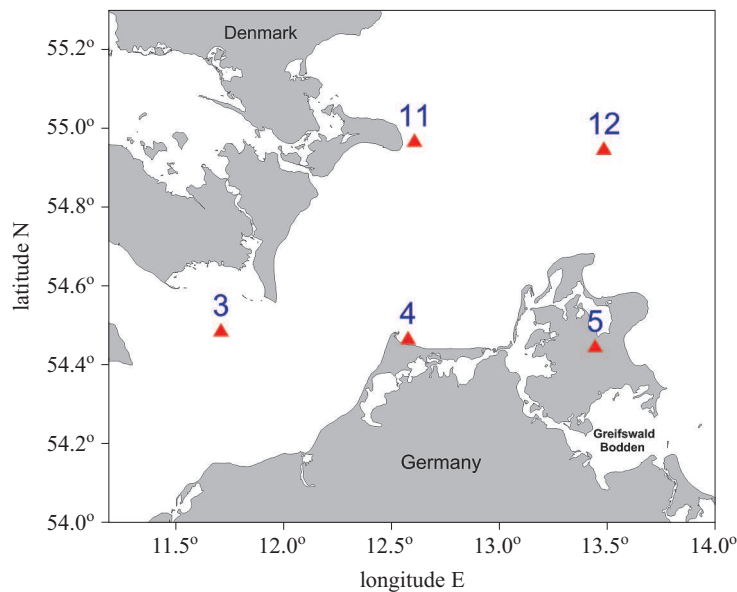 Denmark
55.2º
55.0º
54.8º
54.6º
54.4º
54.2º
54.0º
latitude N
11
12
3
4
5
Greifswald
Bodden
Germany
11.5º
12.0º
12.5º
13.0º
13.5º
14.0º
longitude E